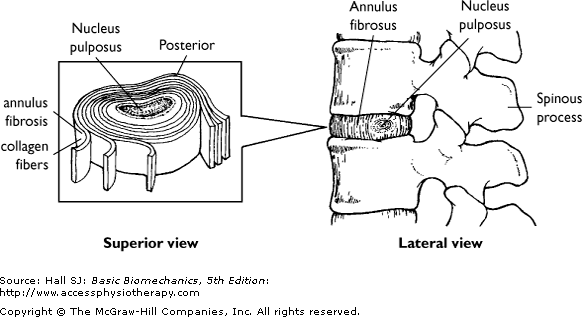 Nucleus
pulposus
Posterior
annulus
fibrosis
collagen
fibers
Superior view
Annulus
fibrosus
Nucleus
pulposus
Spinous
process
Lateral view
Source: Hall SJ: Basic Biomechanics, 5th Edition:
http://www.accessphysiotherapy.com
Copyright © The McGraw-Hill Companies, Inc. All rights reserved.